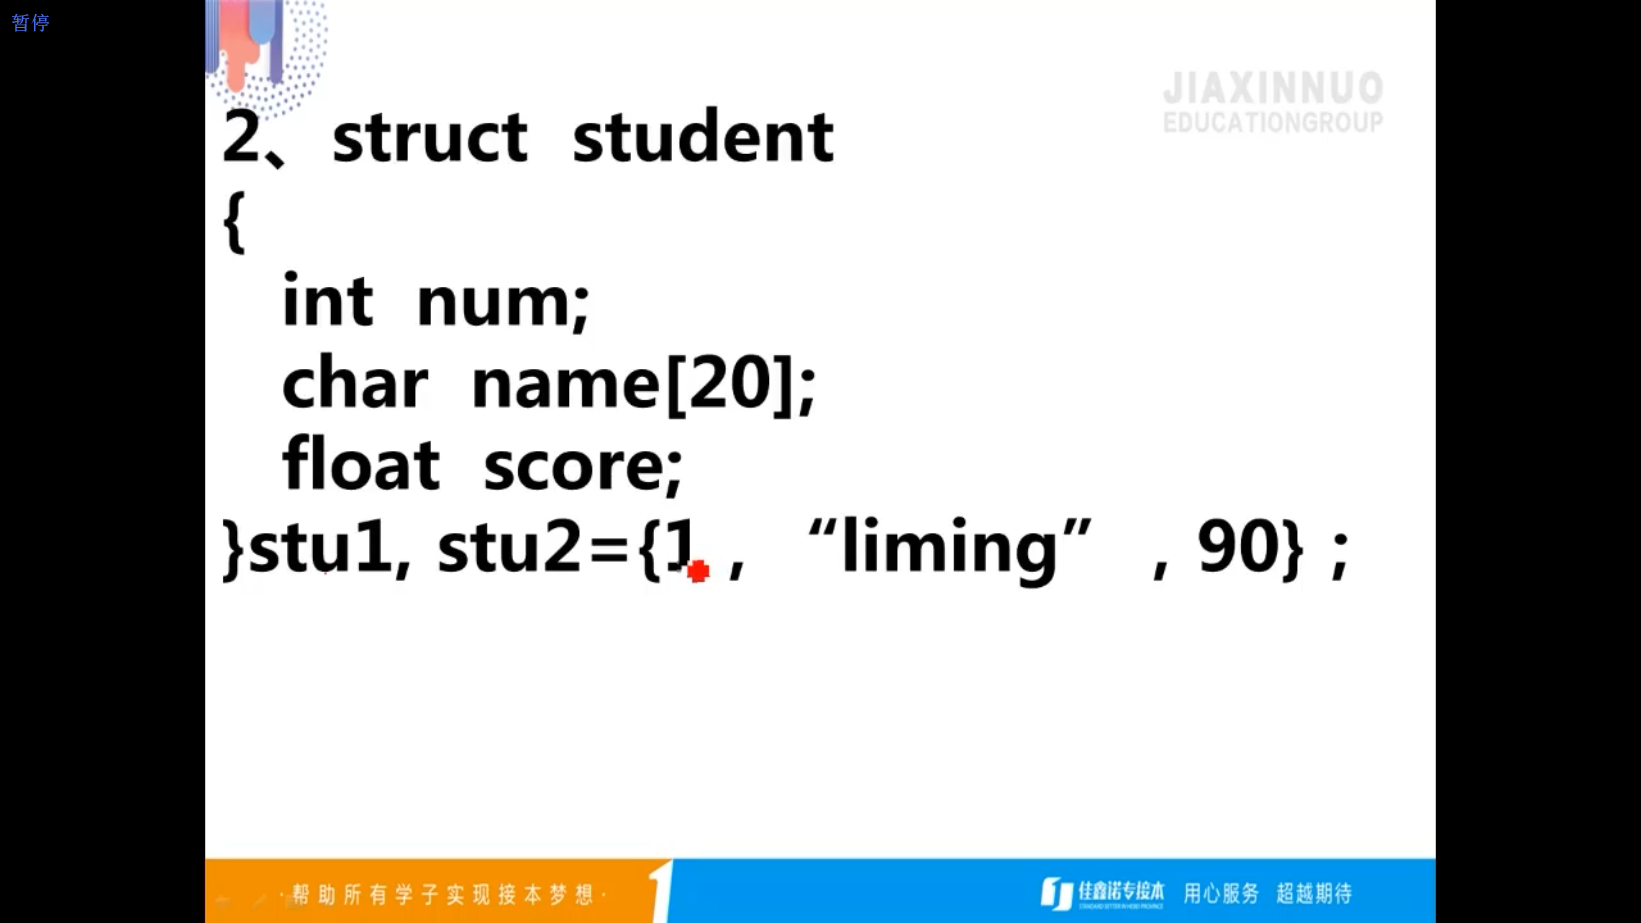 暂停
JIAXINNUO
EDUCATIONGROUP
2、struct student
{
int num;
char name[20];
float score;
}stu1, stu2={1 , “liming” , 90} ;
·帮助所有学子实现接本梦想·
佳鑫诺专接本
用心服务 超越期待